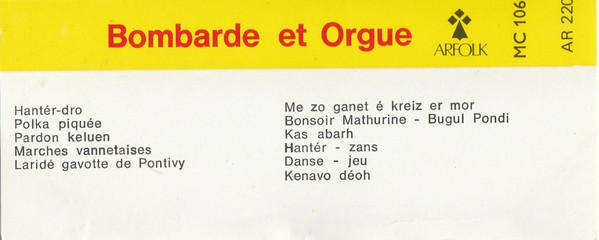 Bombarde et Orgue
ARFOLK
MC 106
AR 220
Hantér-dro
Polka piquée
Pardon keluen
Marches vannetaises
Laridé gavotte de Pontivy
Me zo ganet é kreiz er mor
Bonsoir Mathurine - Bugul Pondi
Kas abarh
Hantér - zans
Danse - jeu
Kenavo déoh